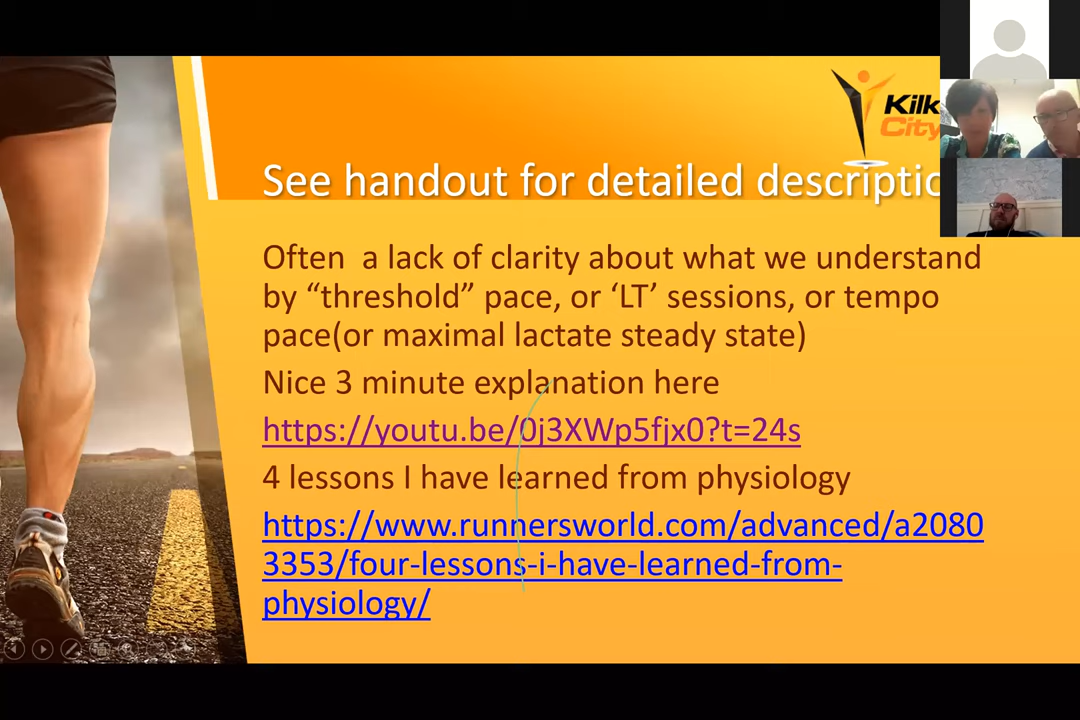 Kilk
City
See handout for detailed descriptio
Often  a lack of clarity about what we understand
by “threshold” pace, or ‘LT’ sessions, or tempo
pace(or maximal lactate steady state)
Nice 3 minute explanation here
https://youtu.be/0j3XWp5fjx0?t=24s
4 lessons I have learned from physiology
https://www.runnersworld.com/advanced/a2080
3353/four-lessons-i-have-learned-from-
physiology/